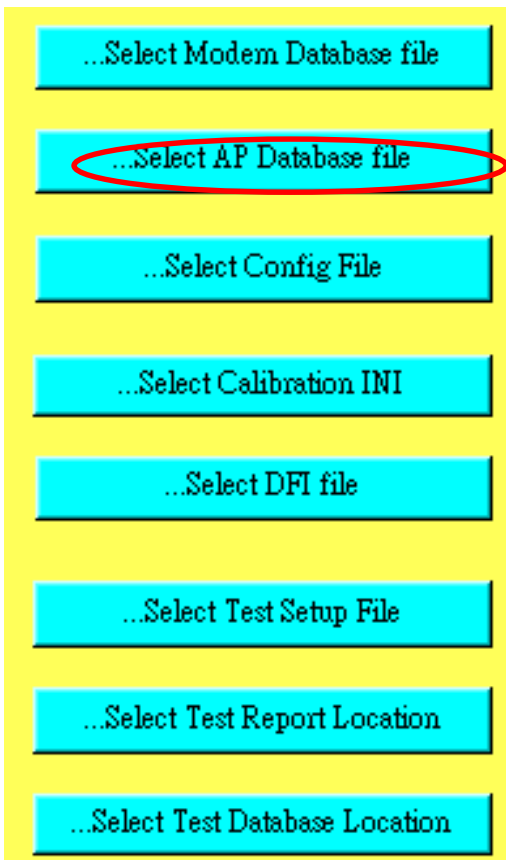 ...Select Modem Database file
...Select AP Database file
...Select Config File
...Select Calibration INI
...Select DFI file
...Select Test Setup File
...Select Test Report Location
...Select Test Database Location